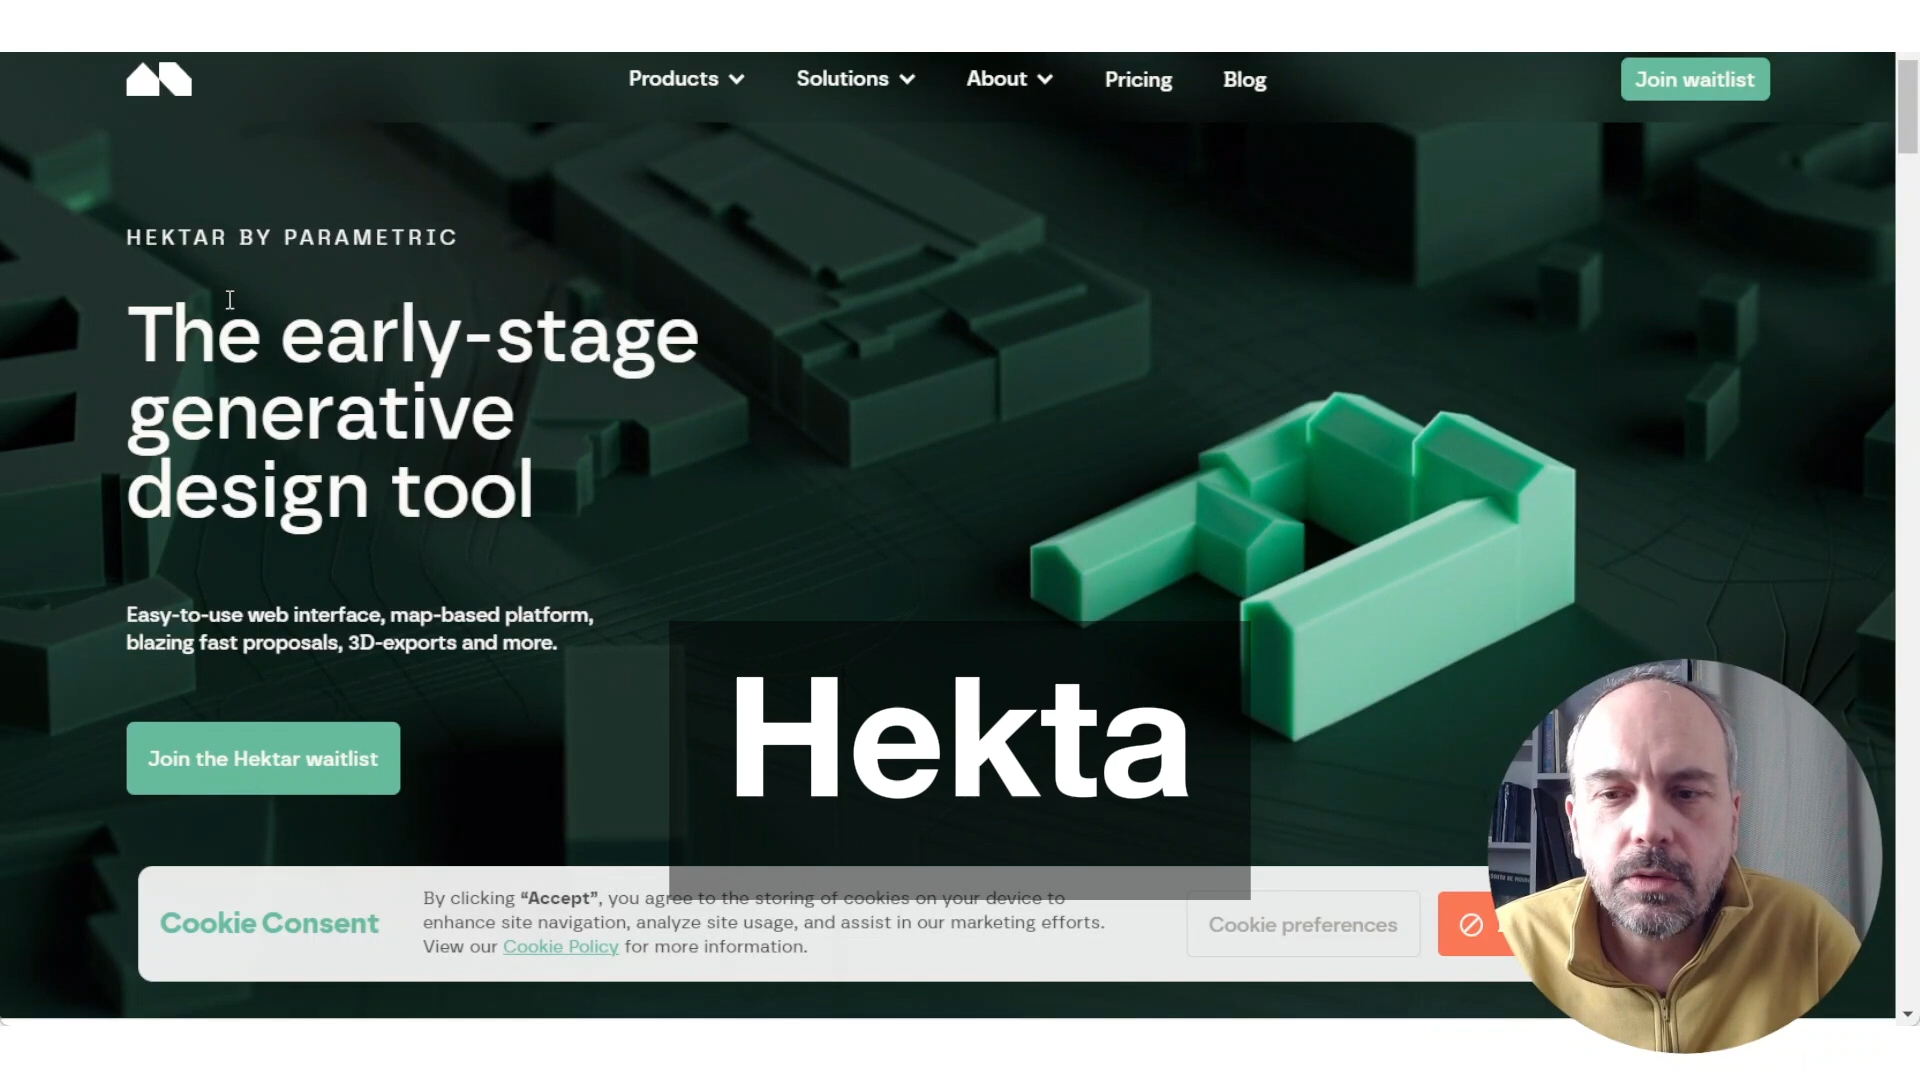 Products Solutions About Pricing Blog Join waitlist
HEKTAR BY PARAMETRIC
The early-stage
generative
design tool
Easy-to-use web interface, map-based platform,
blazing fast proposals, 3D-exports and more.
Join the Hektar waitlist
Hekta
Cookie Consent
By clicking “Accept”, you agree to the storing of cookies on your device to
enhance site navigation, analyze site usage, and assist in our marketing efforts.
View our Cookie Policy for more information.
Cookie preferences